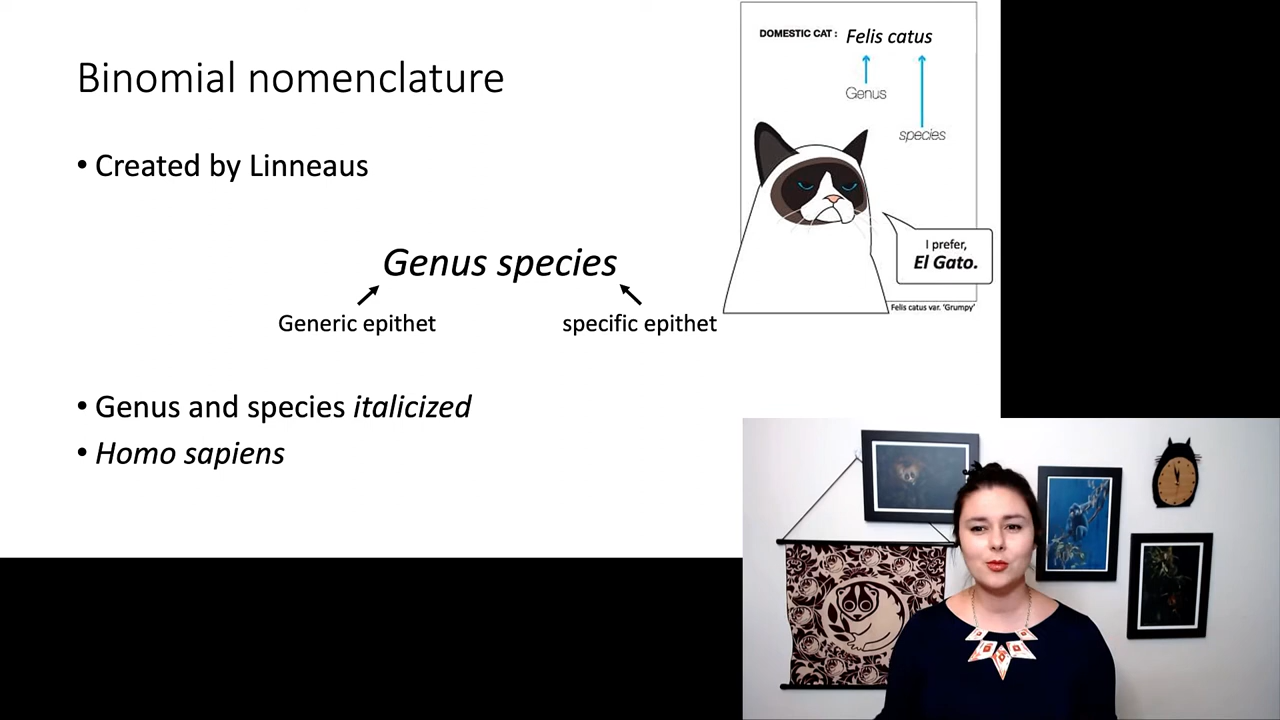 Binomial nomenclature
• Created by Linneaus
Genus species
Generic epithet
specific epithet
• Genus and species italicized
• Homo sapiens
DOMESTIC CAT : Felis catus
Genus
species
I prefer,
El Gato.
Felis catus var. 'Grumpy'